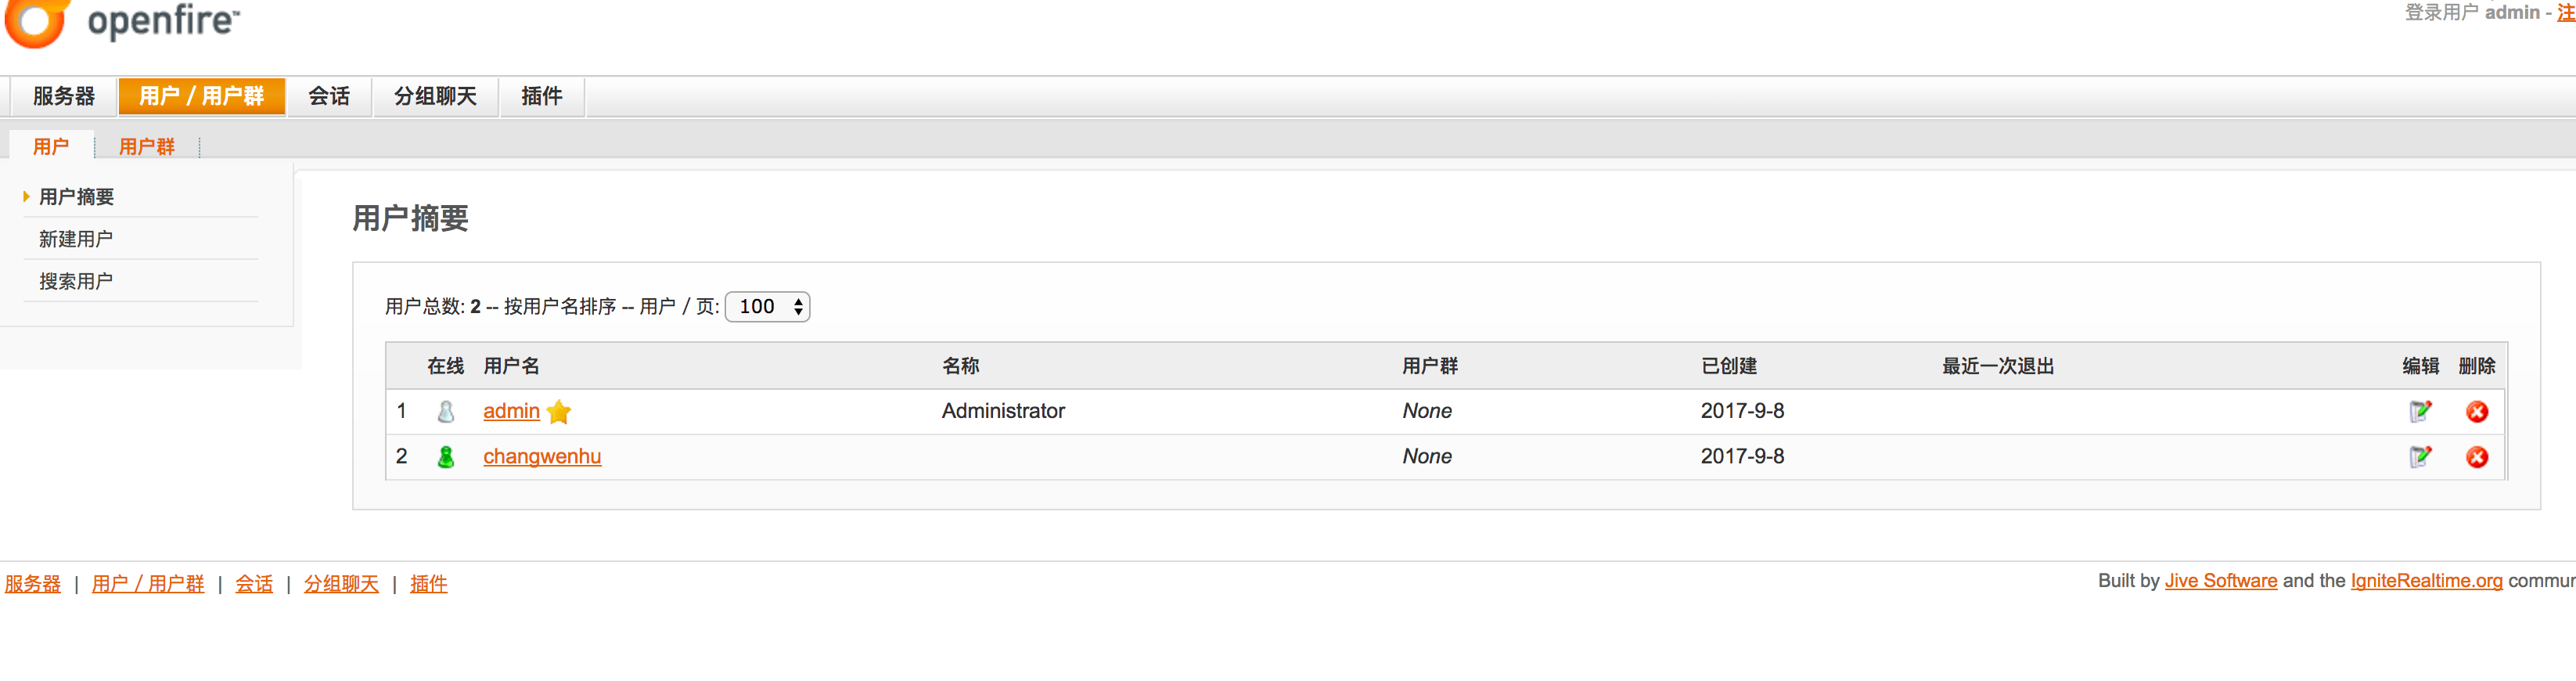 openfire™
登录用户 admin - 注
服务器 用户 / 用户群 会话 分组聊天 插件
用户 用户群
用户摘要
新建用户
搜索用户
用户摘要
用户总数: 2 -- 按用户名排序 -- 用户 / 页: 100
在线 用户名 名称 用户群 已创建 最近一次退出 编辑 删除
1 admin Administrator None 2017-9-8
2 changwenhu None 2017-9-8
服务器 | 用户 / 用户群 | 会话 | 分组聊天 | 插件
Built by Jive Software and the IgniteRealtime.org commun